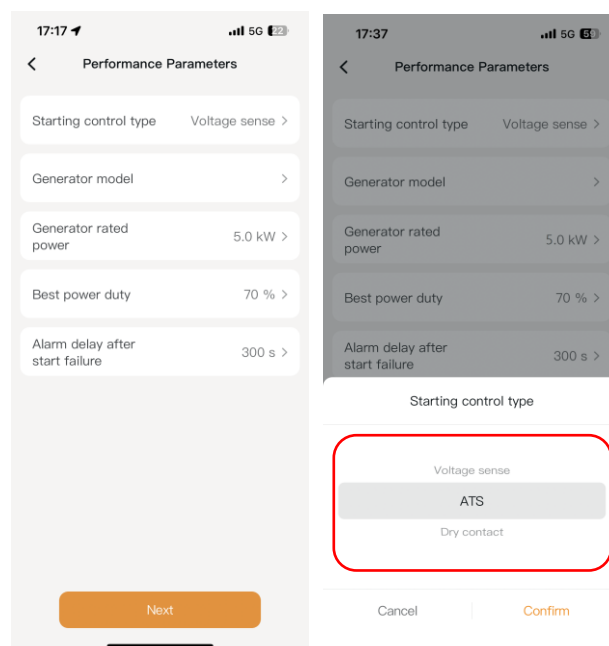 17:17
5G 22
Performance Parameters
Starting control type Voltage sense
Generator model
Generator rated
power
5.0 kW
Best power duty 70 %
Alarm delay after
start failure
300 s
Next
17:37
5G
Performance Parameters
Starting control type Voltage sense
Generator model
Generator rated
power
5.0 kW
Best power duty 70 %
Alarm delay after
start failure
300 s
Starting control type
Voltage sense
ATS
Dry contact
Cancel Confirm